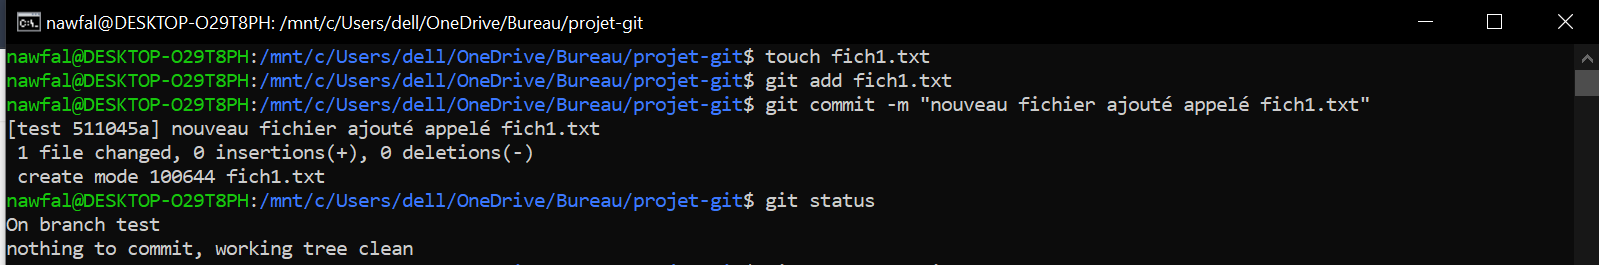 nawfal@DESKTOP-O29T8PH: /mnt/c/Users/dell/OneDrive/Bureau/projet-git
nawfal@DESKTOP-O29T8PH:/mnt/c/Users/dell/OneDrive/Bureau/projet-git$ touch fich1.txt
nawfal@DESKTOP-O29T8PH:/mnt/c/Users/dell/OneDrive/Bureau/projet-git$ git add fich1.txt
nawfal@DESKTOP-O29T8PH:/mnt/c/Users/dell/OneDrive/Bureau/projet-git$ git commit -m "nouveau fichier ajouté appelé fich1.txt"
[test 511045a] nouveau fichier ajouté appelé fich1.txt
 1 file changed, 0 insertions(+), 0 deletions(-)
 create mode 100644 fich1.txt
nawfal@DESKTOP-O29T8PH:/mnt/c/Users/dell/OneDrive/Bureau/projet-git$ git status
On branch test
nothing to commit, working tree clean